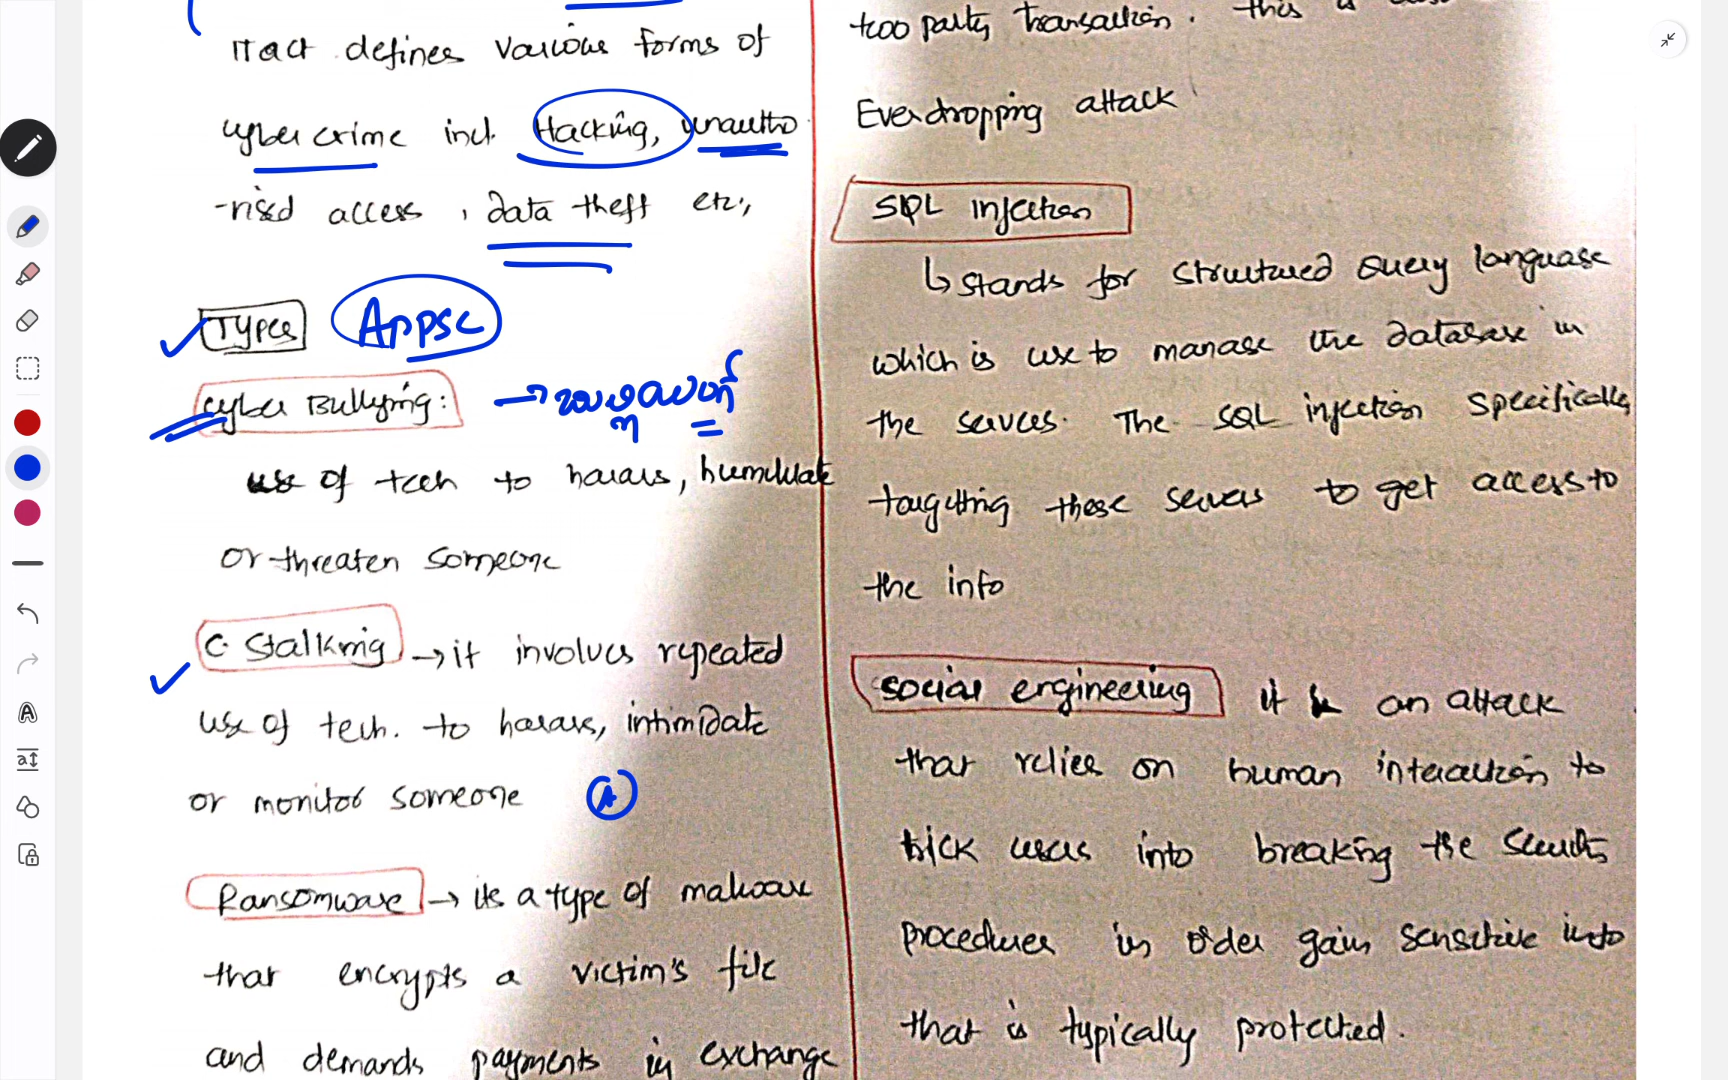 ITact defines various forms of
cyber crime incl. Hacking, unautho
-rised access, data theft etc.,
Types Appsc
cyber Bullying: →
use of tech to harass, humiliate
or threaten someone
C. Stalking → it involves repeated
use of tech. to harass, intimidate
or monitor someone A
Ransomware → its a type of malware
that encrypts a victim's file
and demands payments in exchange
two party transaction. This is
Evedropping attack
SQL injection
↳ stands for Structured Query language
which is use to manage the database in
the servces. The SQL injection Specifically
targetting these servers to get access to
the info
social engineering it is an attack
that relies on human interaction to
trick users into breaking the security
procedures in order gain sensitive info
that is typically protected.